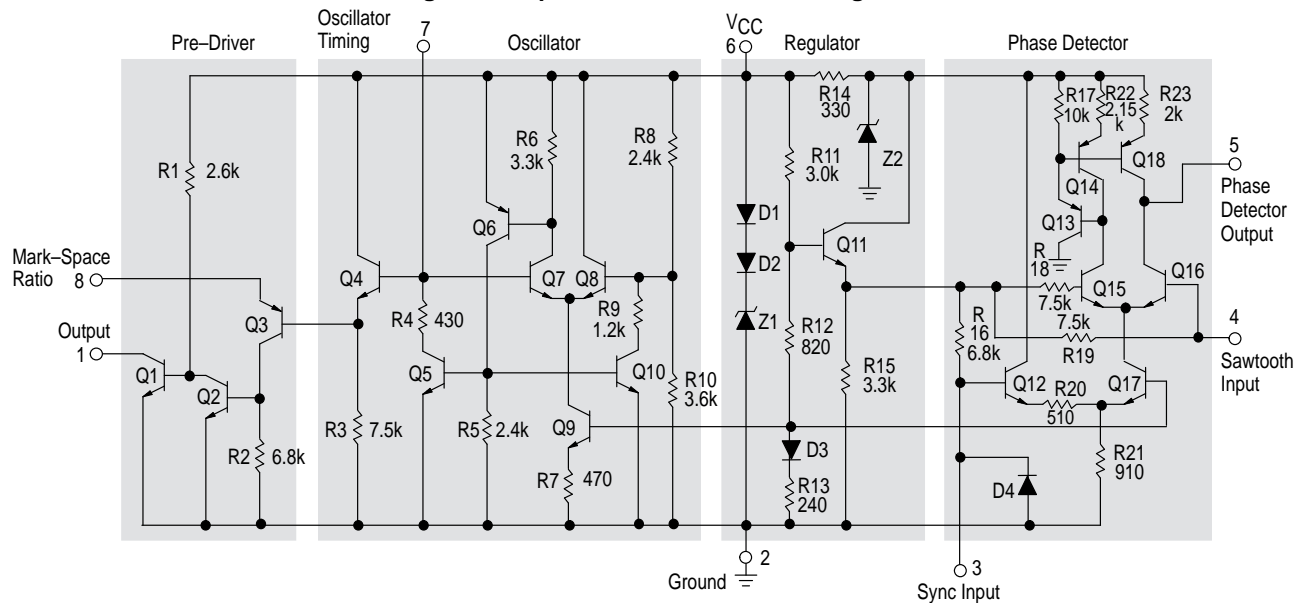 Oscillator
Timing
7
Pre–Driver
Oscillator
VCC
6
Regulator
Phase Detector
R1 2.6k
R6
3.3k
R8
2.4k
R14
330
R11
3.0k
Z2
R17
10k
R22
2.15
k
R23
2k
Q18
Q14
Q13
R
18
5
Phase
Detector
Output
Q6
D1
D2
Z1
Q11
Mark–Space
Ratio
8
Q4
Q7
Q8
Q15
Q16
7.5k
7.5k
R19
4
Sawtooth
Input
Q3
R4
430
R9
1.2k
R12
820
R
16
6.8k
Output
1
Q1
Q2
Q5
Q10
R10
3.6k
R15
3.3k
Q12
R20
510
Q17
R2 6.8k
R3 7.5k
R5 2.4k
Q9
R7 470
D3
R13
240
D4
R21
910
Ground
2
3
Sync Input